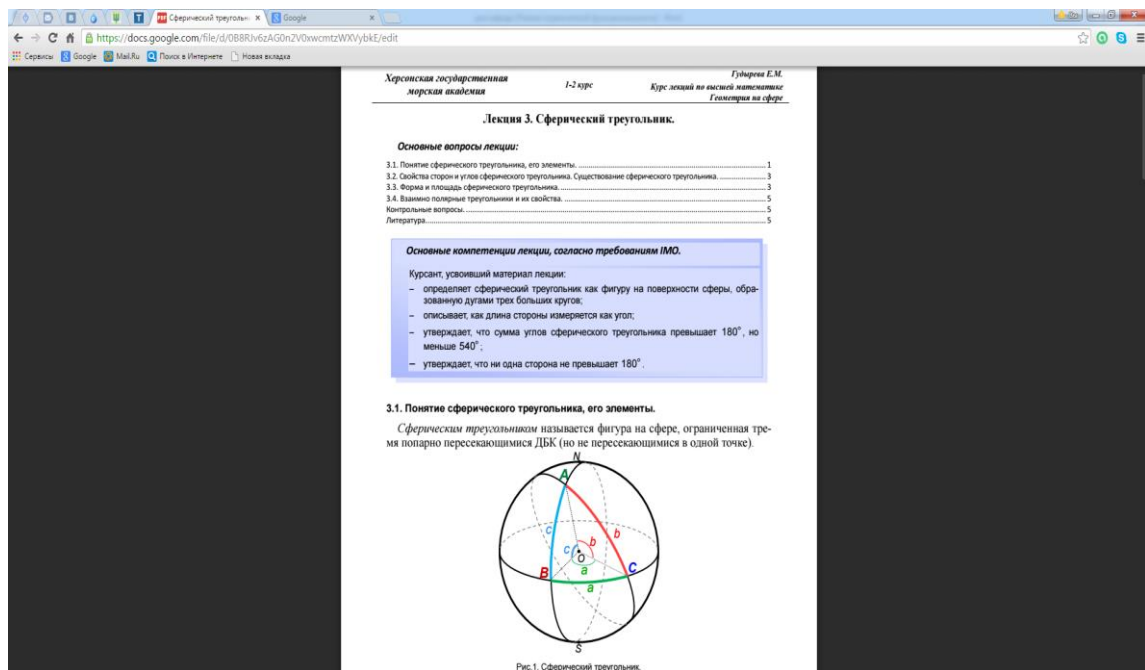 Сферический треугольн
Google
https://docs.google.com/file/d/0B8RJv6zAG0n2V0xwcmtzWXVybkE/edit
Сервисы Google Mail.Ru Поиск в Интернете Новая вкладка
Херсонская государственная
морская академия
1-2 курс
Гудырева Е.М.
Курс лекций по высшей математике
Геометрия на сфере
Лекция 3. Сферический треугольник.
Основные вопросы лекции:
3.1. Понятие сферического треугольника, его элементы. 1
3.2. Свойства сторон и углов сферического треугольника. Существование сферического треугольника. 3
3.3. Форма и площадь сферического треугольника. 3
3.4. Взаимно полярные треугольники и их свойства. 5
Контрольные вопросы. 5
Литература. 5
Основные компетенции лекции, согласно требованиям IMO.
Курсант, усвоивший материал лекции:
– определяет сферический треугольник как фигуру на поверхности сферы, обра-
зованную дугами трех больших кругов;
– описывает, как длина стороны измеряется как угол;
– утверждает, что сумма углов сферического треугольника превышает 180°, но
меньше 540°;
– утверждает, что ни одна сторона не превышает 180°.
3.1. Понятие сферического треугольника, его элементы.
Сферическим треугольником называется фигура на сфере, ограниченная тре-
мя попарно пересекающимися ДБК (но не пересекающимися в одной точке).
N
A
c
b
c
b
O
B
a
C
a
S
Рис.1. Сферический треугольник.